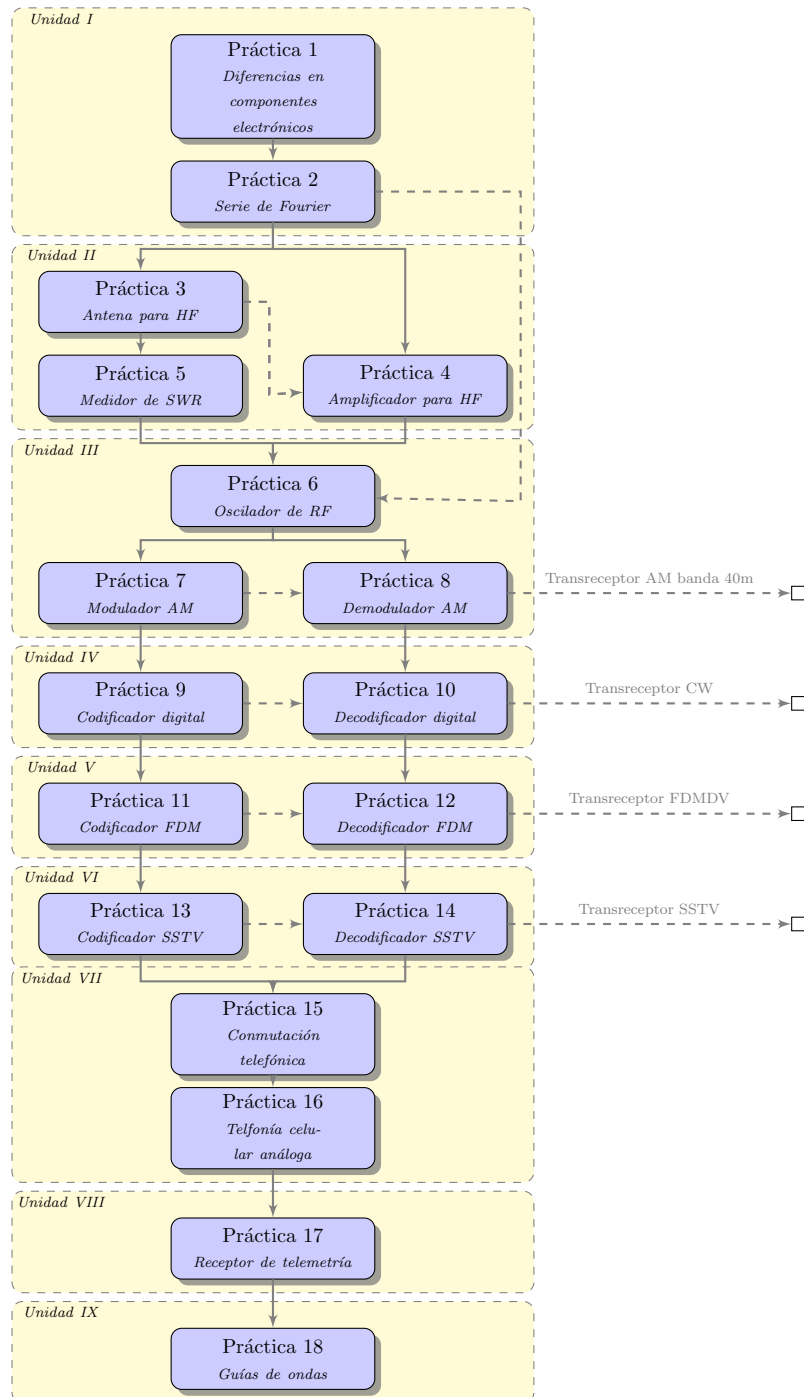 Unidad I
Práctica 1
Diferencias en
componentes
electrónicos
Práctica 2
Serie de Fourier
Unidad II
Práctica 3
Antena para HF
Práctica 5
Medidor de SWR
Práctica 4
Amplificador para HF
Unidad III
Práctica 6
Oscilador de RF
Práctica 7
Modulador AM
Práctica 8
Demodulador AM
Transreceptor AM banda 40m
Unidad IV
Práctica 9
Codificador digital
Práctica 10
Decodificador digital
Transreceptor CW
Unidad V
Práctica 11
Codificador FDM
Práctica 12
Decodificador FDM
Transreceptor FDMDV
Unidad VI
Práctica 13
Codificador SSTV
Práctica 14
Decodificador SSTV
Transreceptor SSTV
Unidad VII
Práctica 15
Conmutación
telefónica
Práctica 16
Telfonía celu-
lar análoga
Unidad VIII
Práctica 17
Receptor de telemetría
Unidad IX
Práctica 18
Guías de ondas